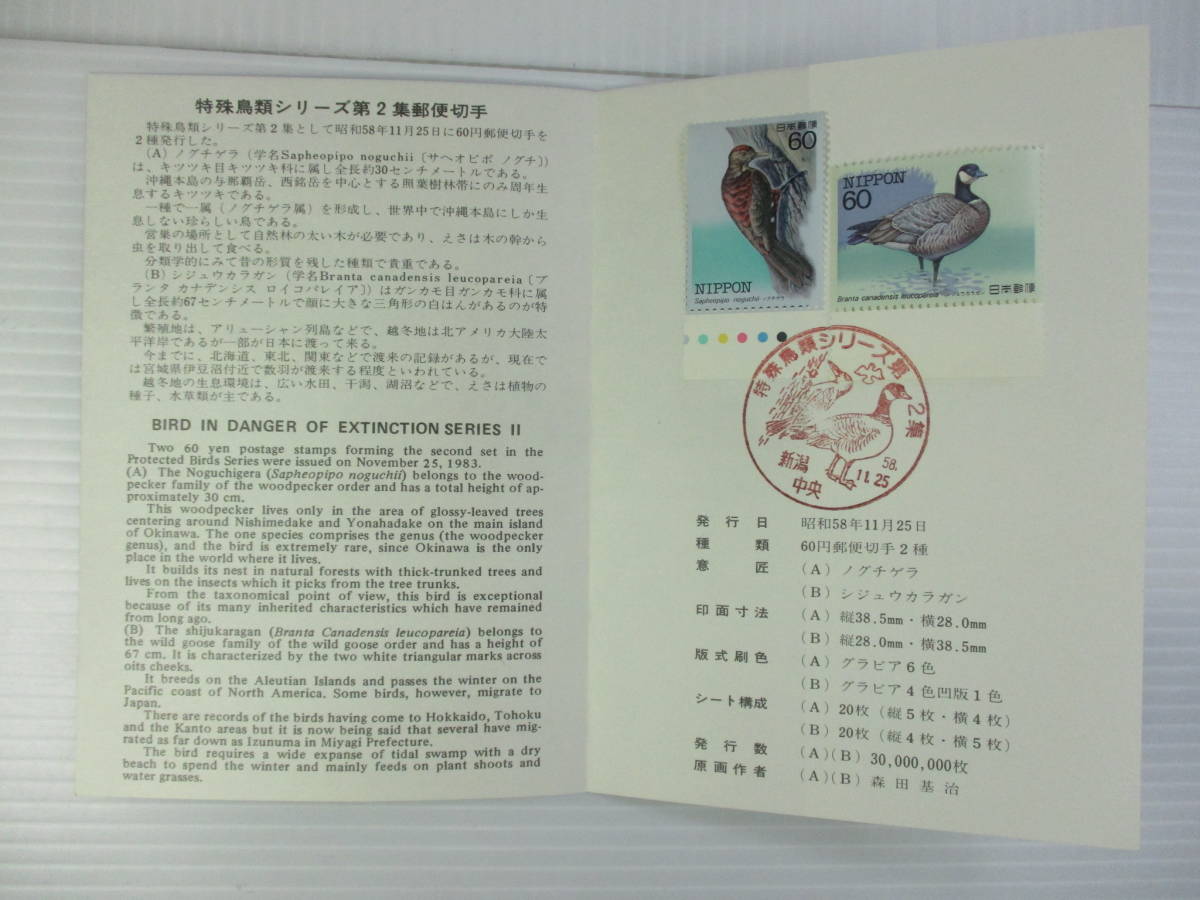 特殊鳥類シリーズ第2集郵便切手
特殊鳥類シリーズ第2集として昭和58年11月25日に60円郵便切手を
2種発行した。
(A) ノグチゲラ (学名Sapheopipo noguchii〔サヘオピポ ノグチ〕)
は、キツツキ目キツツキ科に属し全長約30センチメートルである。
沖縄本島の与那覇岳、西銘岳を中心とする照葉樹林帯にのみ周年生
息するキツツキである。
一種で一属 (ノグチゲラ属) を形成し、世界中で沖縄本島にしか生
息しない珍らしい鳥である。
営巣の場所として自然林の太い木が必要であり、えさは木の幹から
虫を取り出して食べる。
分類学的にみて昔の形質を残した種類で貴重である。
(B) シジュウカラガン (学名Branta canadensis leucopareia〔ブ
ランタ カナデンシス ロイコパレイア〕) はガンカモ目ガンカモ科に属
し全長約67センチメートルで顔に大きな三角形の白はんがあるのが特
徴である。
繁殖地は、アリューシャン列島などで、越冬地は北アメリカ大陸太
平洋岸であるが一部が日本に渡って来る。
今までに、北海道、東北、関東などで渡来の記録があるが、現在で
は宮城県伊豆沼付近で数羽が渡来する程度といわれている。
越冬地の生息環境は、広い水田、干潟、湖沼などで、えさは植物の
種子、水草類が主である。
BIRD IN DANGER OF EXTINCTION SERIES II
Two 60 yen postage stamps forming the second set in the
Protected Birds Series were issued on November 25, 1983.
(A) The Noguchigera (Sapheopipo noguchii) belongs to the wood-
pecker family of the woodpecker order and has a total height of ap-
proximately 30 cm.
This woodpecker lives only in the area of glossy-leaved trees
centering around Nishimedake and Yonahadake on the main island
of Okinawa. The one species comprises the genus (the woodpecker
genus), and the bird is extremely rare, since Okinawa is the only
place in the world where it lives.
It builds its nest in natural forests with thick-trunked trees and
lives on the insects which it picks from the tree trunks.
From the taxonomical point of view, this bird is exceptional
because of its many inherited characteristics which have remained
from long ago.
(B) The shijukaragan (Branta Canadensis leucopareia) belongs to
the wild goose family of the wild goose order and has a height of
67 cm. It is characterized by the two white triangular marks across
oits cheeks.
It breeds on the Aleutian Islands and passes the winter on the
Pacific coast of North America. Some birds, however, migrate to
Japan.
There are records of the birds having come to Hokkaido, Tohoku
and the Kanto areas but it is now being said that several have mig-
rated as far down as Izunuma in Miyagi Prefecture.
The bird requires a wide expanse of tidal swamp with a dry
beach to spend the winter and mainly feeds on plant shoots and
water grasses.
日本郵便
60
NIPPON
Sapheopipo noguchii ノグチゲラ
NIPPON
60
Branta canadensis leucopareia シジュウカラガン
日本郵便
特殊鳥類シリーズ第2集
新潟
中央
58.
11.25
発行日 昭和58年11月25日
種類 60円郵便切手2種
意匠 (A) ノグチゲラ
(B) シジュウカラガン
印面寸法 (A) 縦38.5mm・横28.0mm
(B) 縦28.0mm・横38.5mm
版式刷色 (A) グラビア6色
(B) グラビア4色凹版1色
シート構成 (A) 20枚 (縦5枚・横4枚)
(B) 20枚 (縦4枚・横5枚)
発行数 (A)(B) 30,000,000枚
原画作者 (A)(B) 森田基治